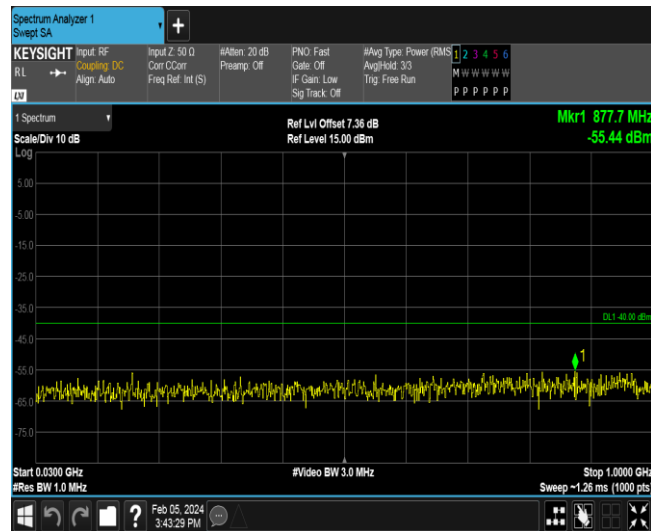 Spectrum Analyzer 1
Swept SA
+
KEYSIGHT
RL
LXI
Input: RF
Coupling: DC
Align: Auto
Input Z: 50 Ω
Corr CCorr
Freq Ref: Int (S)
#Atten: 20 dB
Preamp: Off
PNO: Fast
Gate: Off
IF Gain: Low
Sig Track: Off
#Avg Type: Power (RMS
Avg|Hold: 3/3
Trig: Free Run
1 2 3 4 5 6
M W W W W W
P P P P P P
1 Spectrum
Scale/Div 10 dB
Ref Lvl Offset 7.36 dB
Ref Level 15.00 dBm
Mkr1 877.7 MHz
-55.44 dBm
Log
5.00
-5.00
-15.0
-25.0
-35.0
DL1 -40.00 dBm
-45.0
1
-55.0
-65.0
-75.0
Start 0.0300 GHz
#Res BW 1.0 MHz
#Video BW 3.0 MHz
Stop 1.0000 GHz
Sweep ~1.26 ms (1000 pts
?
Feb 05, 2024
3:43:29 PM